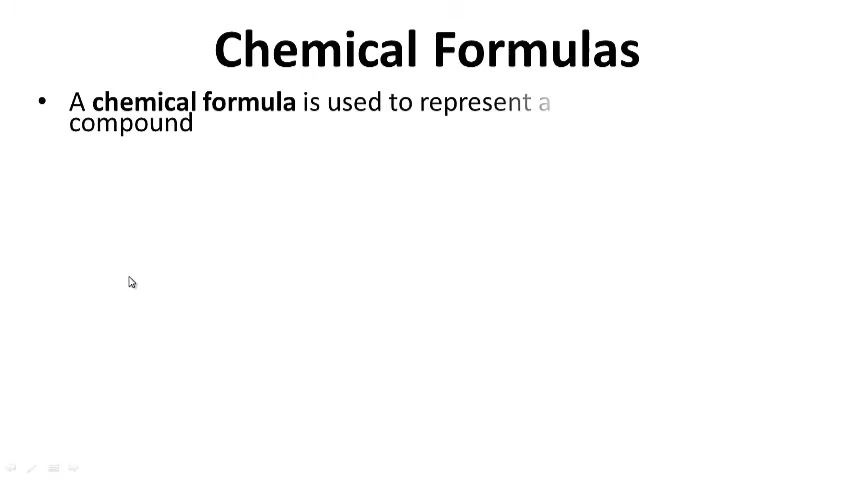 Chemical Formulas
• A chemical formula is used to represent a
compound